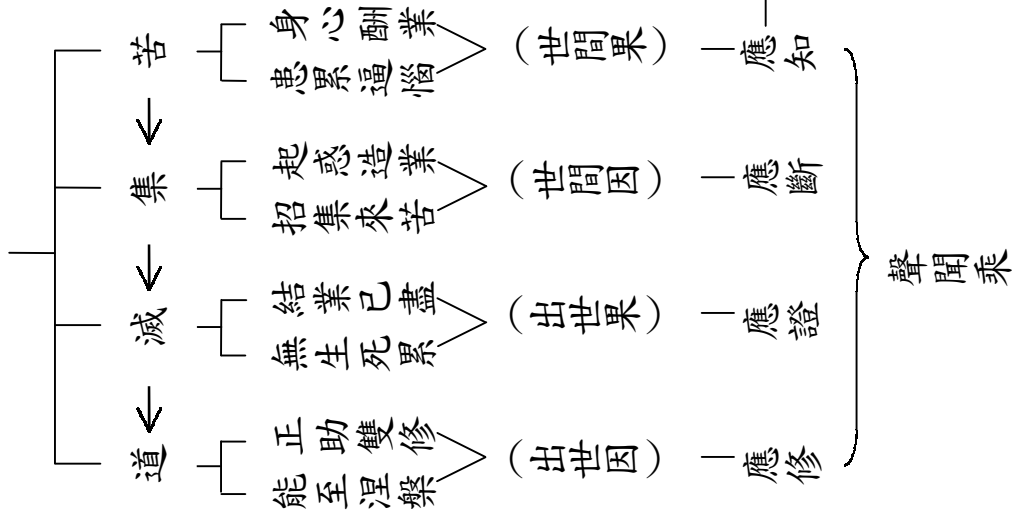 苦
身心酬業
患累逼惱
（世間果）
應知
集
起惑造業
招集來苦
（世間因）
應斷
滅
結業已盡
無生死累
（出世果）
應證
道
正助雙修
能至涅槃
（出世因）
應修
聲聞乘